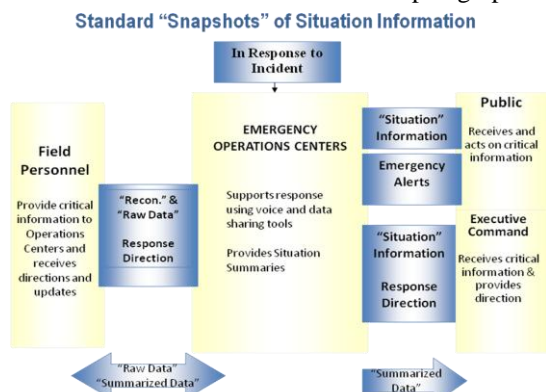 Standard “Snapshots” of Situation Information
In Response to
Incident
Field
Personnel
Provide critical
information to
Operations
Centers and
receives
directions and
updates
“Recon.” &
“Raw Data”
Response
Direction
EMERGENCY
OPERATIONS CENTERS
Supports response
using voice and data
sharing tools
Provides Situation
Summaries
“Situation”
Information
Emergency
Alerts
“Situation”
Information
Response
Direction
Public
Receives and
acts on critical
information
Executive
Command
Receives critical
information &
provides
direction
“Raw Data”
“Summarized Data”
“Summarized
Data”